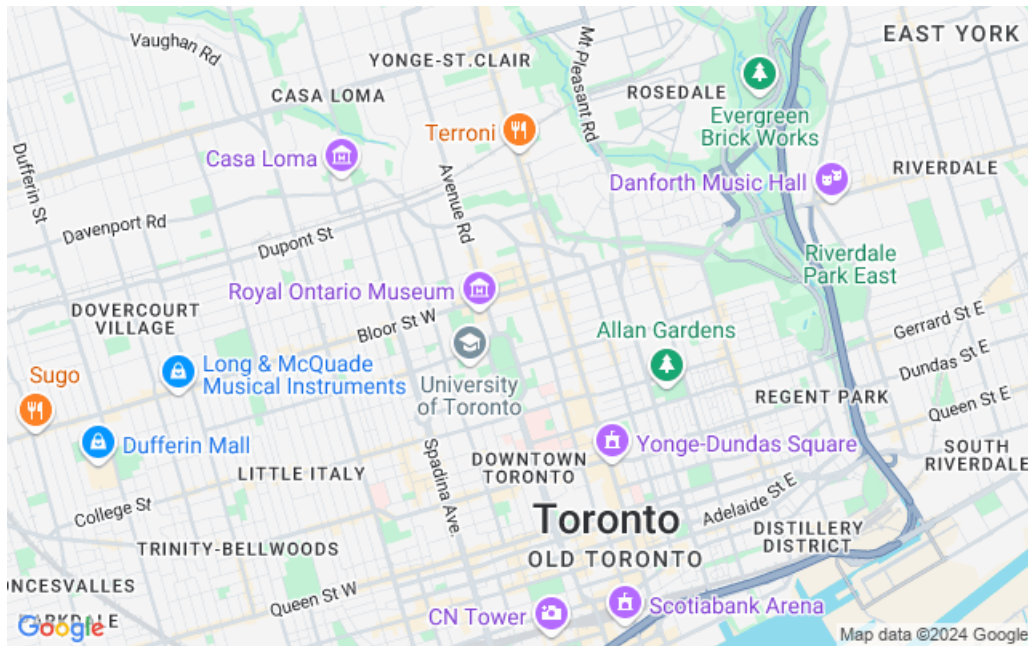 Vaughan Rd
YONGE-ST.CLAIR
Mt Pleasant Rd
EAST YORK
CASA LOMA
ROSEDALE
Evergreen
Brick Works
Terroni
Casa Loma
Dufferin St
Avenue Rd
Danforth Music Hall
RIVERDALE
Davenport Rd
Dupont St
Riverdale
Park East
Royal Ontario Museum
DOVERCOURT
VILLAGE
Bloor St W
Allan Gardens
Gerrard St E
Sugo
Long & McQuade
Musical Instruments
University
of Toronto
Dundas St E
REGENT PARK
Queen St E
Dufferin Mall
Spadina Ave.
DOWNTOWN
TORONTO
Yonge-Dundas Square
SOUTH
RIVERDALE
LITTLE ITALY
College St
Adelaide St E
Toronto
DISTILLERY
DISTRICT
TRINITY-BELLWOODS
OLD TORONTO
ONCESVALLES
Queen St W
PARKDALE
CN Tower
Scotiabank Arena
Google
Map data ©2024 Google